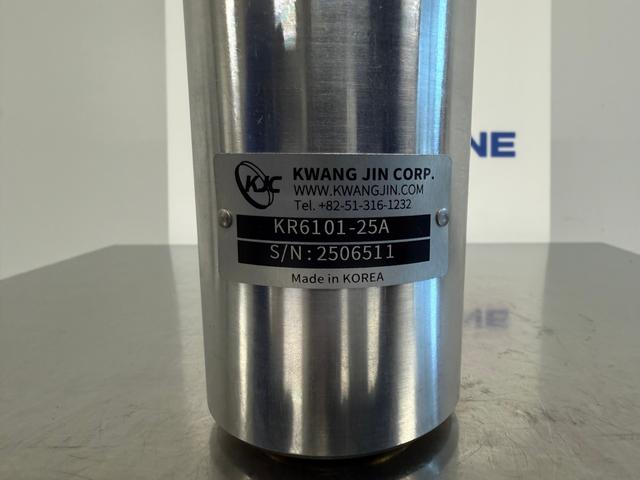 KJC
KWANG JIN CORP.
WWW.KWANGJIN.COM
Tel. +82-51-316-1232
KR6101-25A
S/N:2506511
Made in KOREA
NE
NE